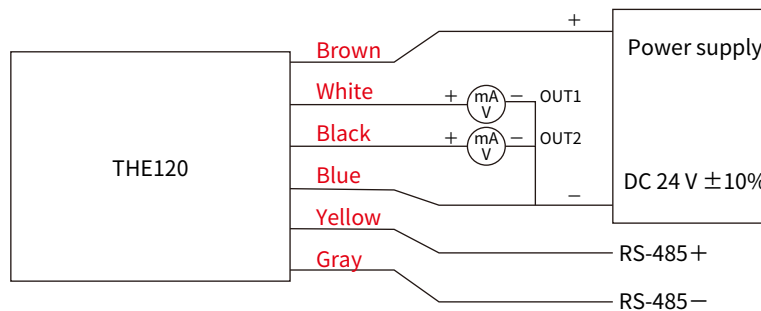 Brown
+
Power supply
White
+
mA
V
−
OUT1
Black
+
mA
V
−
OUT2
THE120
Blue
−
DC 24 V ±10%
Yellow
RS-485+
Gray
RS-485−